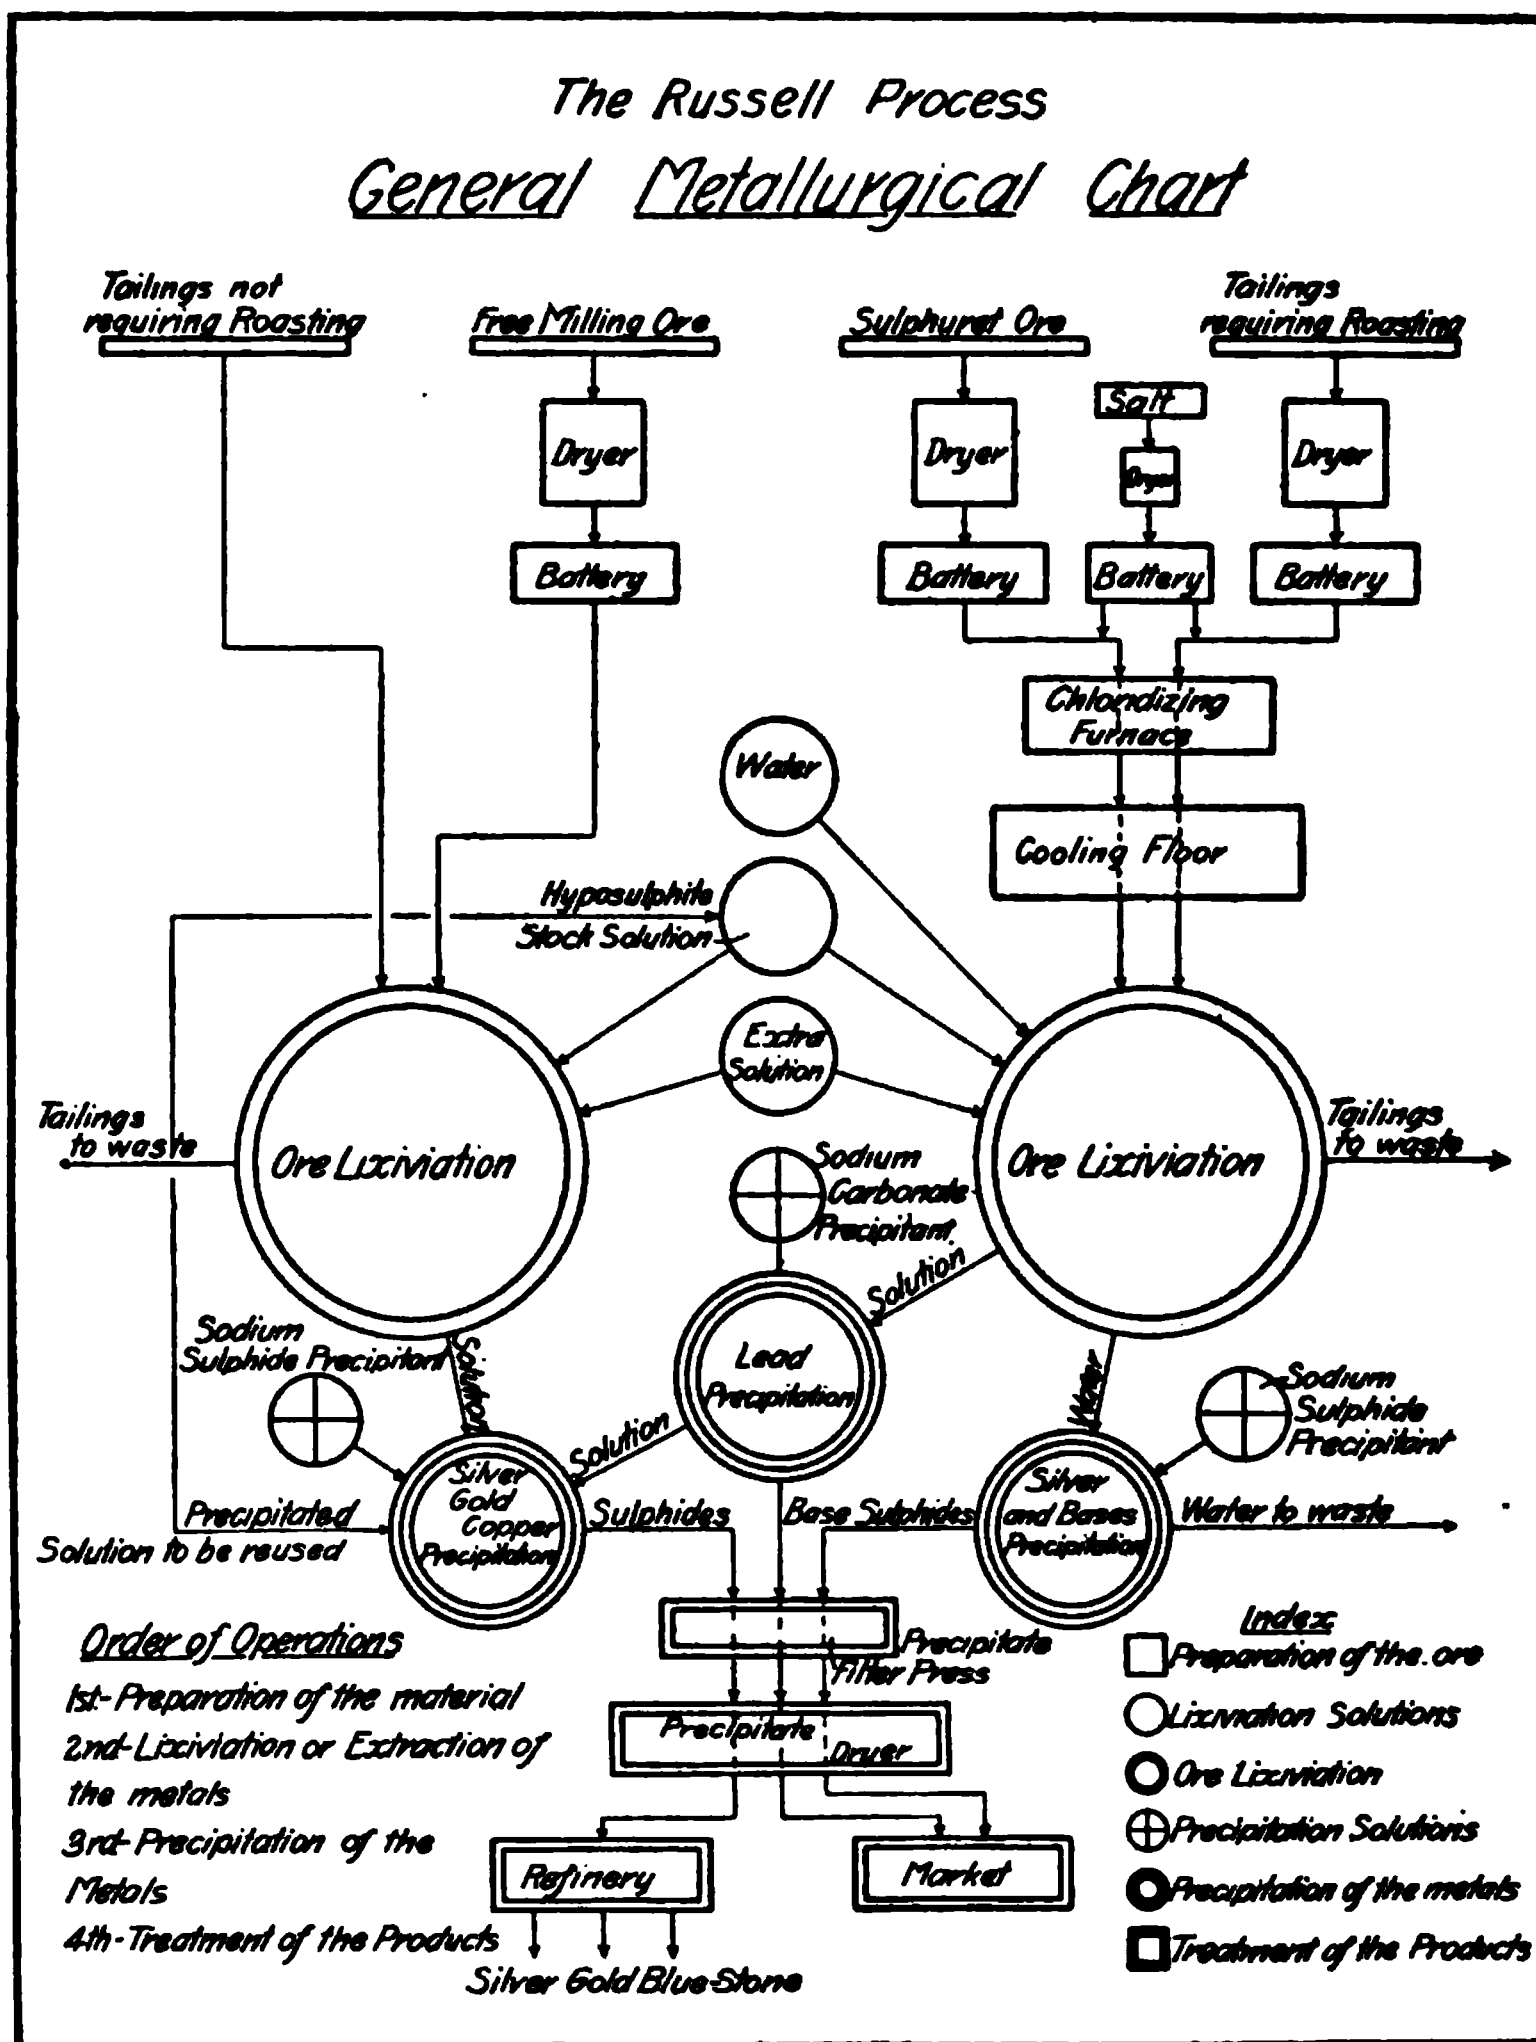 The Russell Process
General Metallurgical Chart
Tailings not
requiring Roasting
Free Milling Ore
Sulphuret Ore
Tailings
requiring Roasting
Salt
Dryer
Dryer
Dryer
Dryer
Battery
Battery
Battery
Battery
Chloridizing
Furnace
Water
Cooling Floor
Hyposulphite
Stock Solution
Extra
Solution
Tailings
to waste
Ore Lixiviation
Ore Lixiviation
Tailings
to waste
Sodium
Carbonate
Precipitant
Solution
Sodium
Sulphide Precipitant
Solution
Lead
Precipitation
Water
Sodium
Sulphide
Precipitant
Solution
Silver
Gold
Copper
Precipitation
Silver
and Bases
Precipitation
Precipitated
Solution to be reused
Sulphides
Base Sulphides
Water to waste
Precipitate
Filter Press
Precipitate
Dryer
Refinery
Market
Silver Gold Blue-Stone
Order of Operations
1st-Preparation of the material
2nd-Lixiviation or Extraction of
the metals
3rd-Precipitation of the
Metals
4th-Treatment of the Products
Index
Preparation of the ore
Lixiviation Solutions
Ore Lixiviation
Precipitation Solutions
Precipitation of the metals
Treatment of the Products